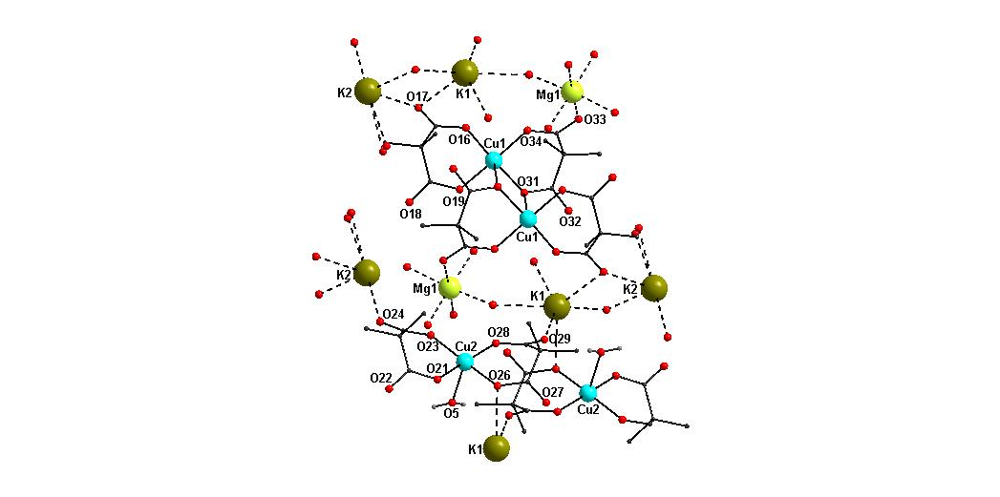 K2
O17
K1
Mg1
O33
O16
Cu1
O34
O19
O31
O18
O32
Cu1
K2
Mg1
K1
K2
O24
O23
Cu2
O28
O29
O22
O21
O26
O27
O5
Cu2
K1